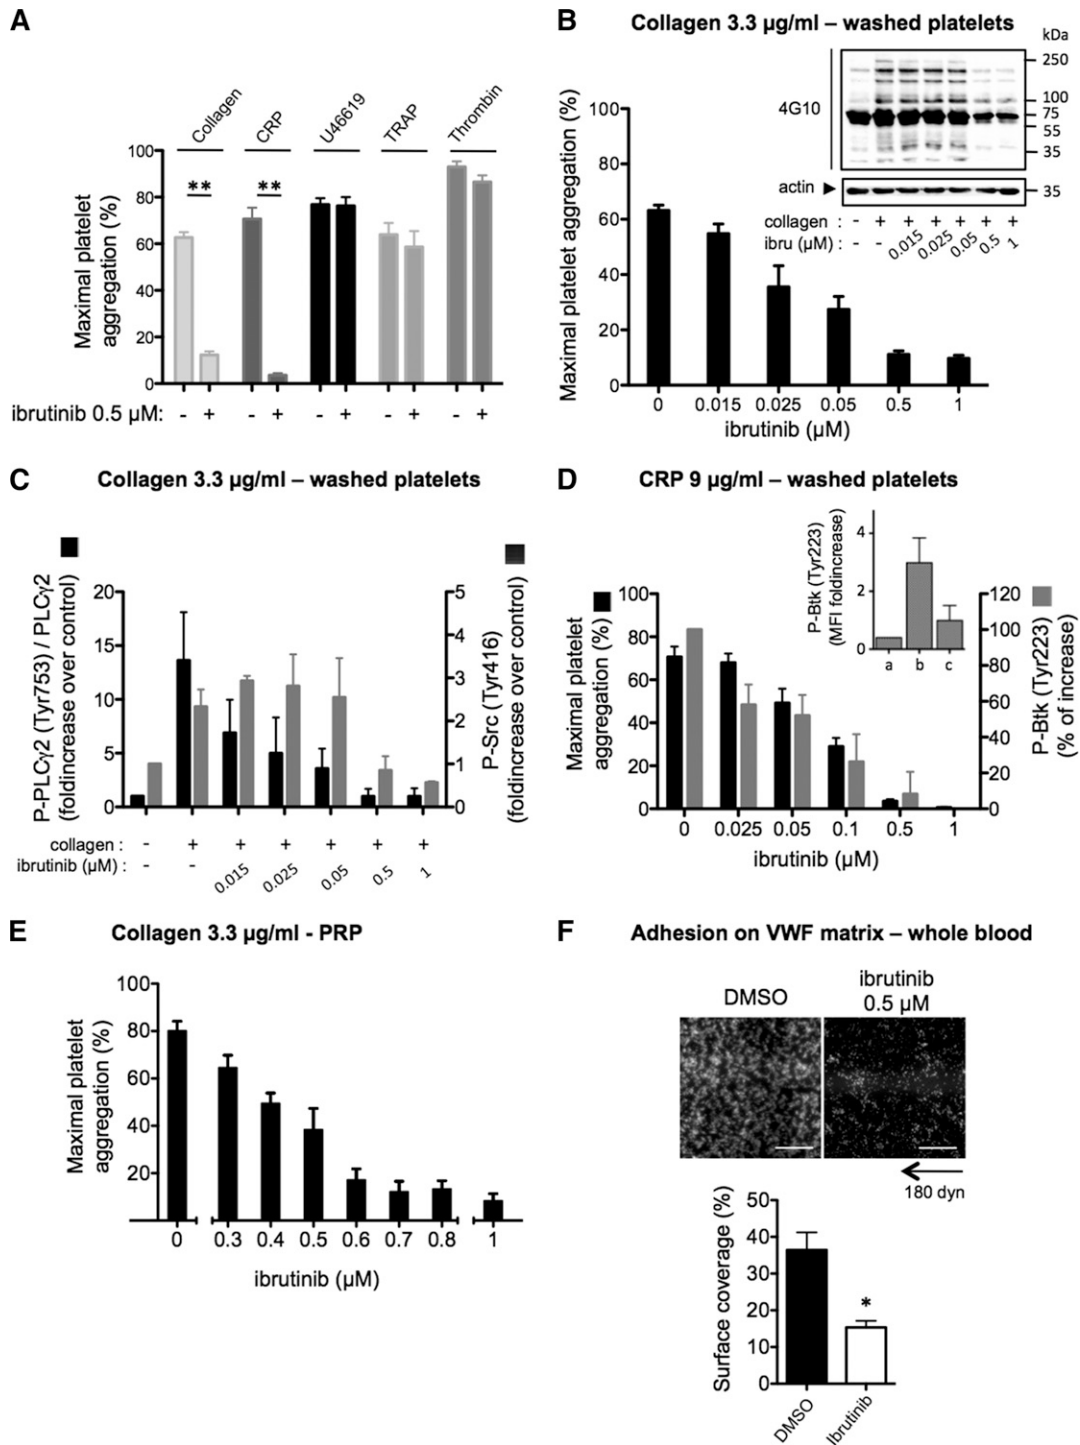 A
Collagen
CRP
U46619
TRAP
Thrombin
Maximal platelet
aggregation (%)
100
80
60
40
20
0
** **
ibrutinib 0.5 µM: - + - + - + - + - +
B Collagen 3.3 µg/ml – washed platelets
kDa
4G10
250
100
75
55
35
actin
35
collagen : - + + + + + +
ibru (µM) : - - 0.015 0.025 0.05 0.5 1
Maximal platelet aggregation (%)
100
80
60
40
20
0
0 0.015 0.025 0.05 0.5 1
ibrutinib (µM)
C Collagen 3.3 µg/ml – washed platelets
P-PLCγ2 (Tyr753) / PLCγ2
(foldincrease over control)
20
15
10
5
0
5
4
3
2
1
0
P-Src (Tyr416)
(foldincrease over control)
collagen : - + + + + + +
ibrutinib (µM) : - - 0.015 0.025 0.05 0.5 1
D CRP 9 µg/ml – washed platelets
P-Btk (Tyr223)
(MFI foldincrease)
4
2
0
a b c
Maximal platelet
aggregation (%)
100
80
60
40
20
0
120
100
80
60
40
20
0
P-Btk (Tyr223)
(% of increase)
0 0.025 0.05 0.1 0.5 1
ibrutinib (µM)
E Collagen 3.3 µg/ml - PRP
Maximal platelet
aggregation (%)
100
80
60
40
20
0 0.3 0.4 0.5 0.6 0.7 0.8 1
ibrutinib (µM)
F Adhesion on VWF matrix – whole blood
DMSO
ibrutinib
0.5 µM
180 dyn
Surface coverage (%)
50
40
30
20
10
0
*
DMSO
Ibrutinib